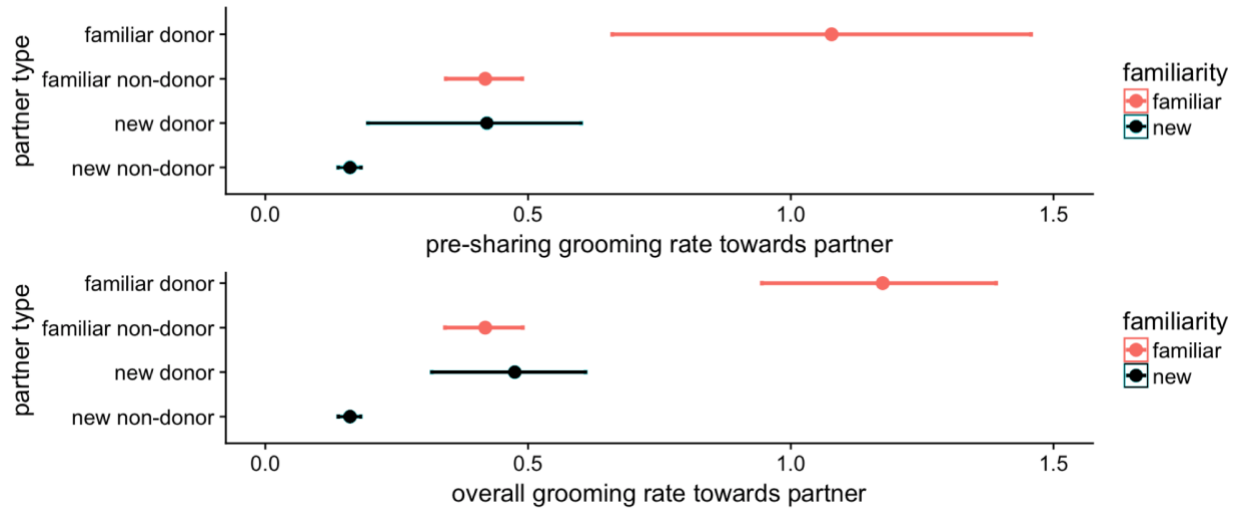 partner type
familiar donor
familiar non-donor
new donor
new non-donor
0.0 0.5 1.0 1.5
pre-sharing grooming rate towards partner
familiarity
familiar
new
partner type
familiar donor
familiar non-donor
new donor
new non-donor
0.0 0.5 1.0 1.5
overall grooming rate towards partner
familiarity
familiar
new